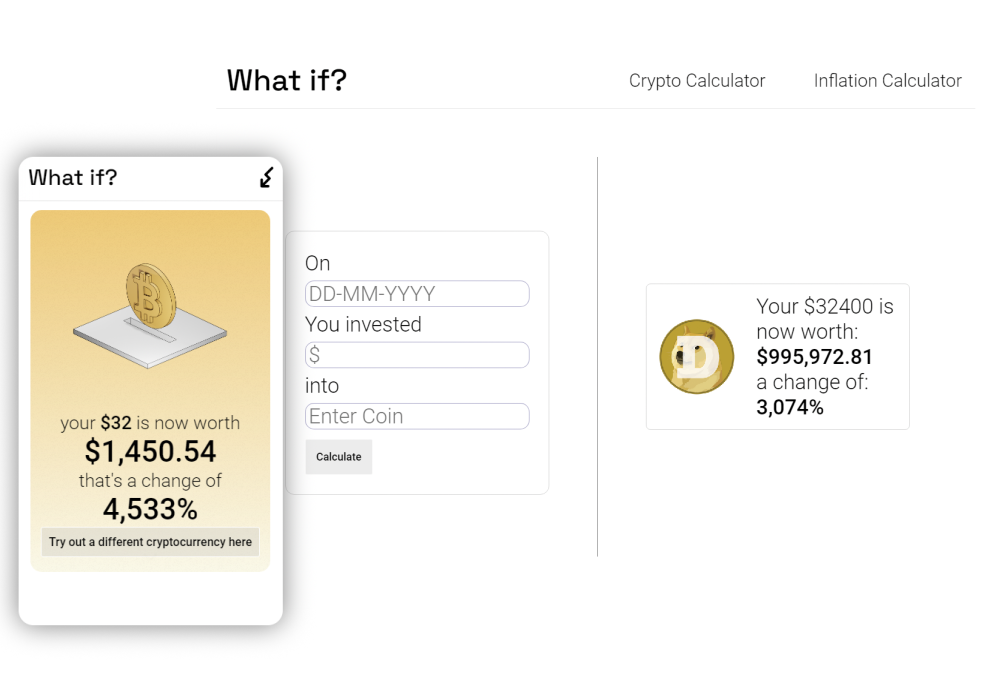 What if?
Crypto Calculator
Inflation Calculator
What if?
your $32 is now worth
$1,450.54
that's a change of
4,533%
Try out a different cryptocurrency here
On
DD-MM-YYYY
You invested
$
into
Enter Coin
Calculate
D
Your $32400 is
now worth:
$995,972.81
a change of:
3,074%